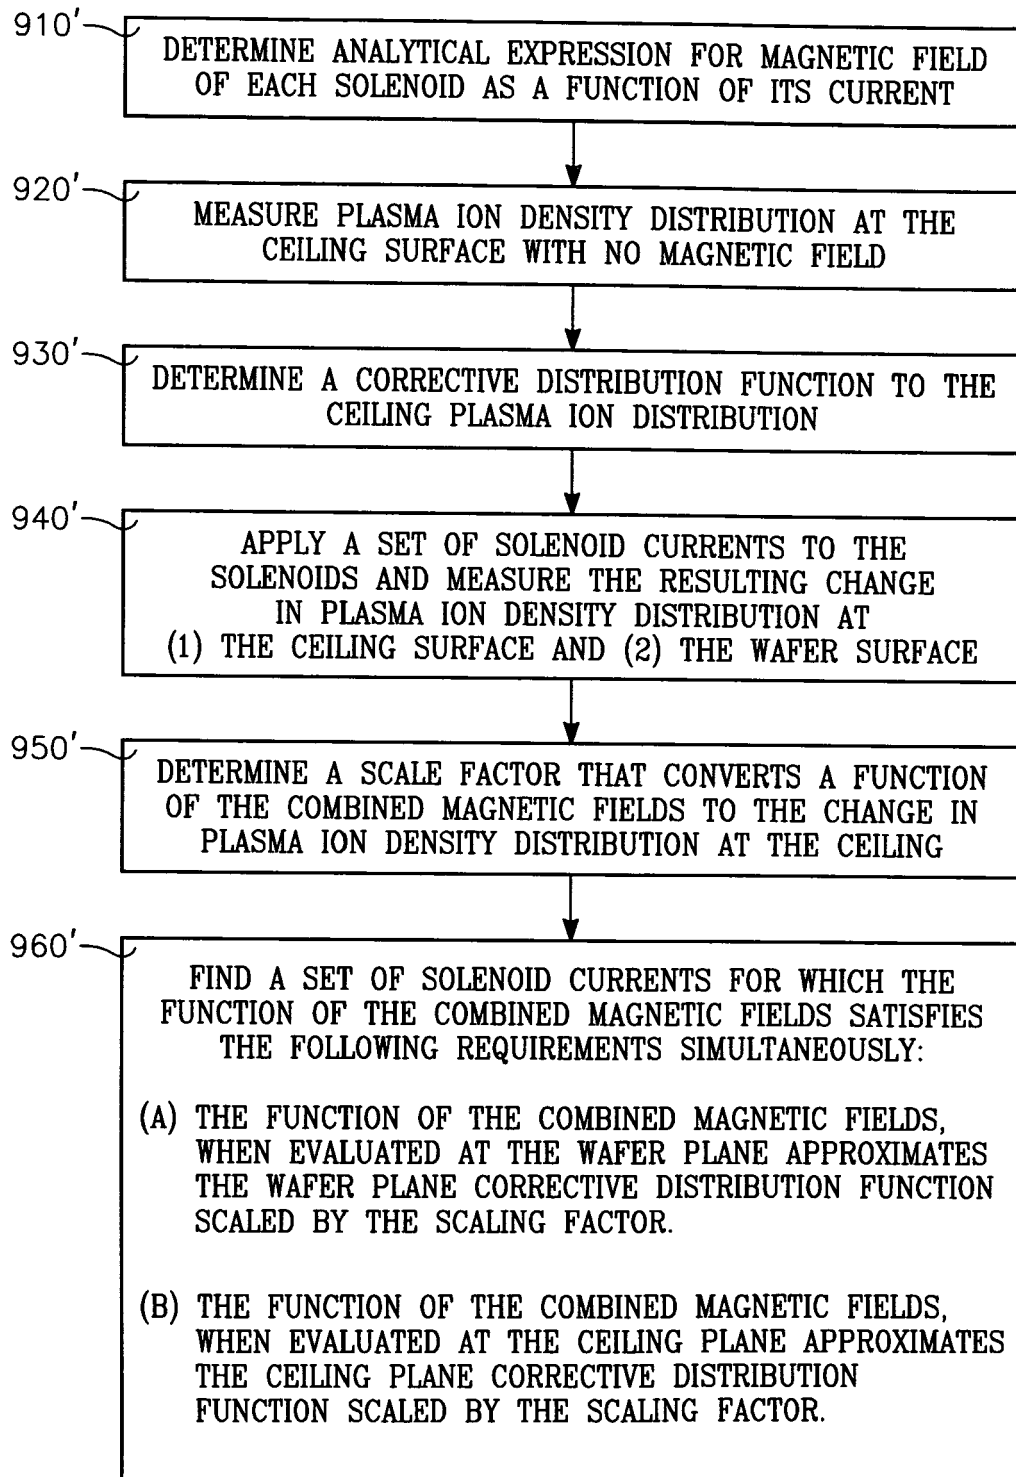 910'
DETERMINE ANALYTICAL EXPRESSION FOR MAGNETIC FIELD
OF EACH SOLENOID AS A FUNCTION OF ITS CURRENT
920'
MEASURE PLASMA ION DENSITY DISTRIBUTION AT THE
CEILING SURFACE WITH NO MAGNETIC FIELD
930'
DETERMINE A CORRECTIVE DISTRIBUTION FUNCTION TO THE
CEILING PLASMA ION DISTRIBUTION
940'
APPLY A SET OF SOLENOID CURRENTS TO THE
SOLENOIDS AND MEASURE THE RESULTING CHANGE
IN PLASMA ION DENSITY DISTRIBUTION AT
(1) THE CEILING SURFACE AND (2) THE WAFER SURFACE
950'
DETERMINE A SCALE FACTOR THAT CONVERTS A FUNCTION
OF THE COMBINED MAGNETIC FIELDS TO THE CHANGE IN
PLASMA ION DENSITY DISTRIBUTION AT THE CEILING
960'
FIND A SET OF SOLENOID CURRENTS FOR WHICH THE
FUNCTION OF THE COMBINED MAGNETIC FIELDS SATISFIES
THE FOLLOWING REQUIREMENTS SIMULTANEOUSLY:
(A) THE FUNCTION OF THE COMBINED MAGNETIC FIELDS,
WHEN EVALUATED AT THE WAFER PLANE APPROXIMATES
THE WAFER PLANE CORRECTIVE DISTRIBUTION FUNCTION
SCALED BY THE SCALING FACTOR.
(B) THE FUNCTION OF THE COMBINED MAGNETIC FIELDS,
WHEN EVALUATED AT THE CEILING PLANE APPROXIMATES
THE CEILING PLANE CORRECTIVE DISTRIBUTION
FUNCTION SCALED BY THE SCALING FACTOR.